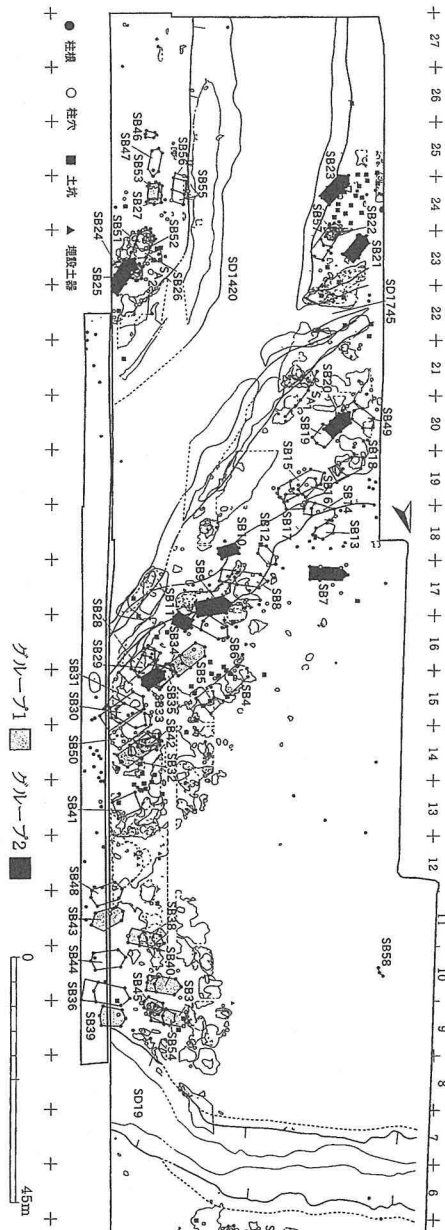 27
26
25
24
23
22
21
20
19
18
17
16
15
14
13
12
11
10
9
8
7
6
● 柱根
○ 柱穴
■ 土坑
▲ 埋設土器
SB46
SB47
SB53
SB27
SB56
SB55
SB24
SB51
SB52
SA
SB25
SB26
SD1420
SB23
SB57
SB22
SB21
SD1745
SB20
SA
SB19
SB49
SB18
SB15
SB16
SB14
SB17
SB13
SB12
SB10
SB7
SB9
SB8
SB11
SB6
SB34
SB5
SB4
SB28
SB29
SB31
SB30
SB33
SB35
SB42
SB32
SB50
SB41
SB48
SB43
SB38
SB44
SB40
SB36
SB45
SB37
SB39
SB54
SB58
SD19
グループ1
グループ2
0
45m